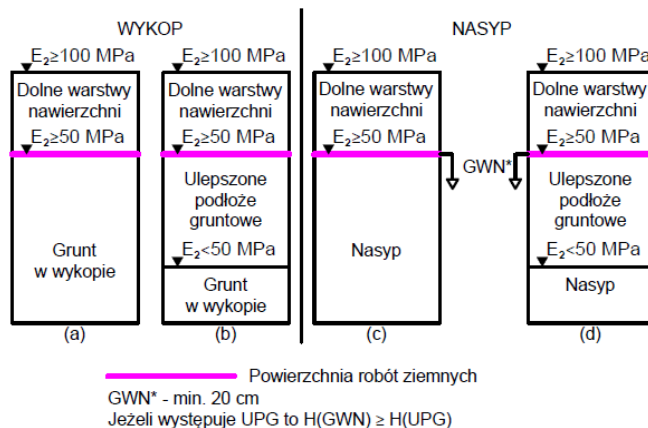 WYKOP
NASYP
E₂≥100 MPa
E₂≥100 MPa
E₂≥100 MPa
E₂≥100 MPa
Dolne warstwy
nawierzchni
Dolne warstwy
nawierzchni
Dolne warstwy
nawierzchni
Dolne warstwy
nawierzchni
E₂≥50 MPa
E₂≥50 MPa
E₂≥50 MPa
E₂≥50 MPa
GWN*
Ulepszone
podłoże
gruntowe
Ulepszone
podłoże
gruntowe
Grunt
w wykopie
E₂<50 MPa
Nasyp
E₂<50 MPa
Grunt
w wykopie
Nasyp
(a)
(b)
(c)
(d)
Powierzchnia robót ziemnych
GWN* - min. 20 cm
Jeżeli występuje UPG to H(GWN) ≥ H(UPG)